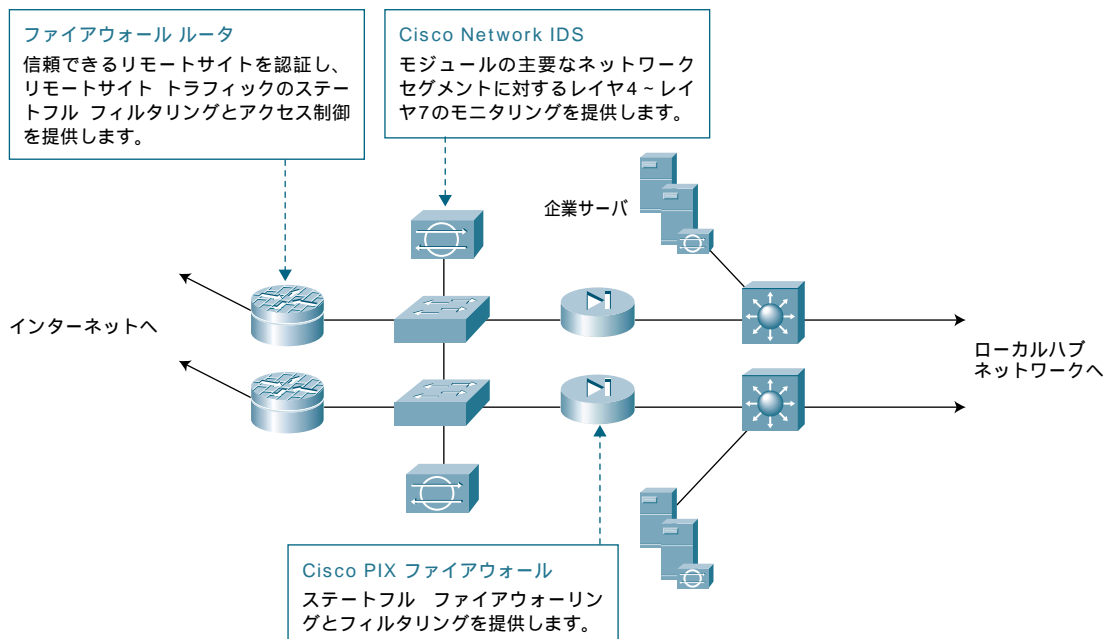 ファイアウォール ルータ
信頼できるリモートサイトを認証し、
リモートサイト トラフィックのステー
トフル フィルタリングとアクセス制御
を提供します。
Cisco Network IDS
モジュールの主要なネットワーク
セグメントに対するレイヤ4～レイ
ヤ7のモニタリングを提供します。
企業サーバ
インターネットへ
ローカルハブ
ネットワークへ
Cisco PIX ファイアウォール
ステートフル ファイアウォーリン
グとフィルタリングを提供します。